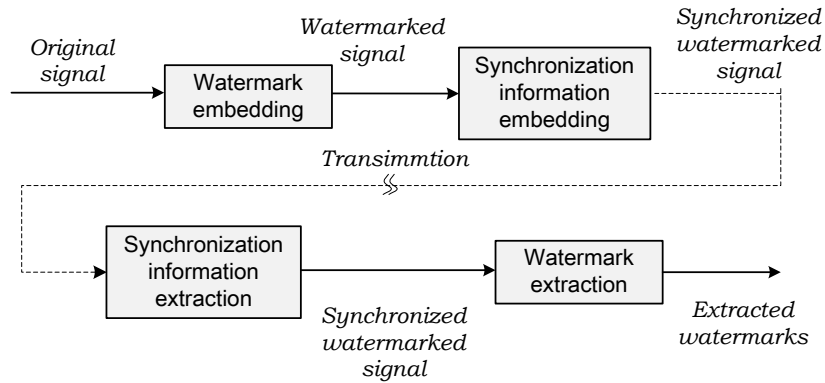 Original
signal
Watermark
embedding
Watermarked
signal
Synchronization
information
embedding
Synchronized
watermarked
signal
Transimmtion
Synchronization
information
extraction
Synchronized
watermarked
signal
Watermark
extraction
Extracted
watermarks